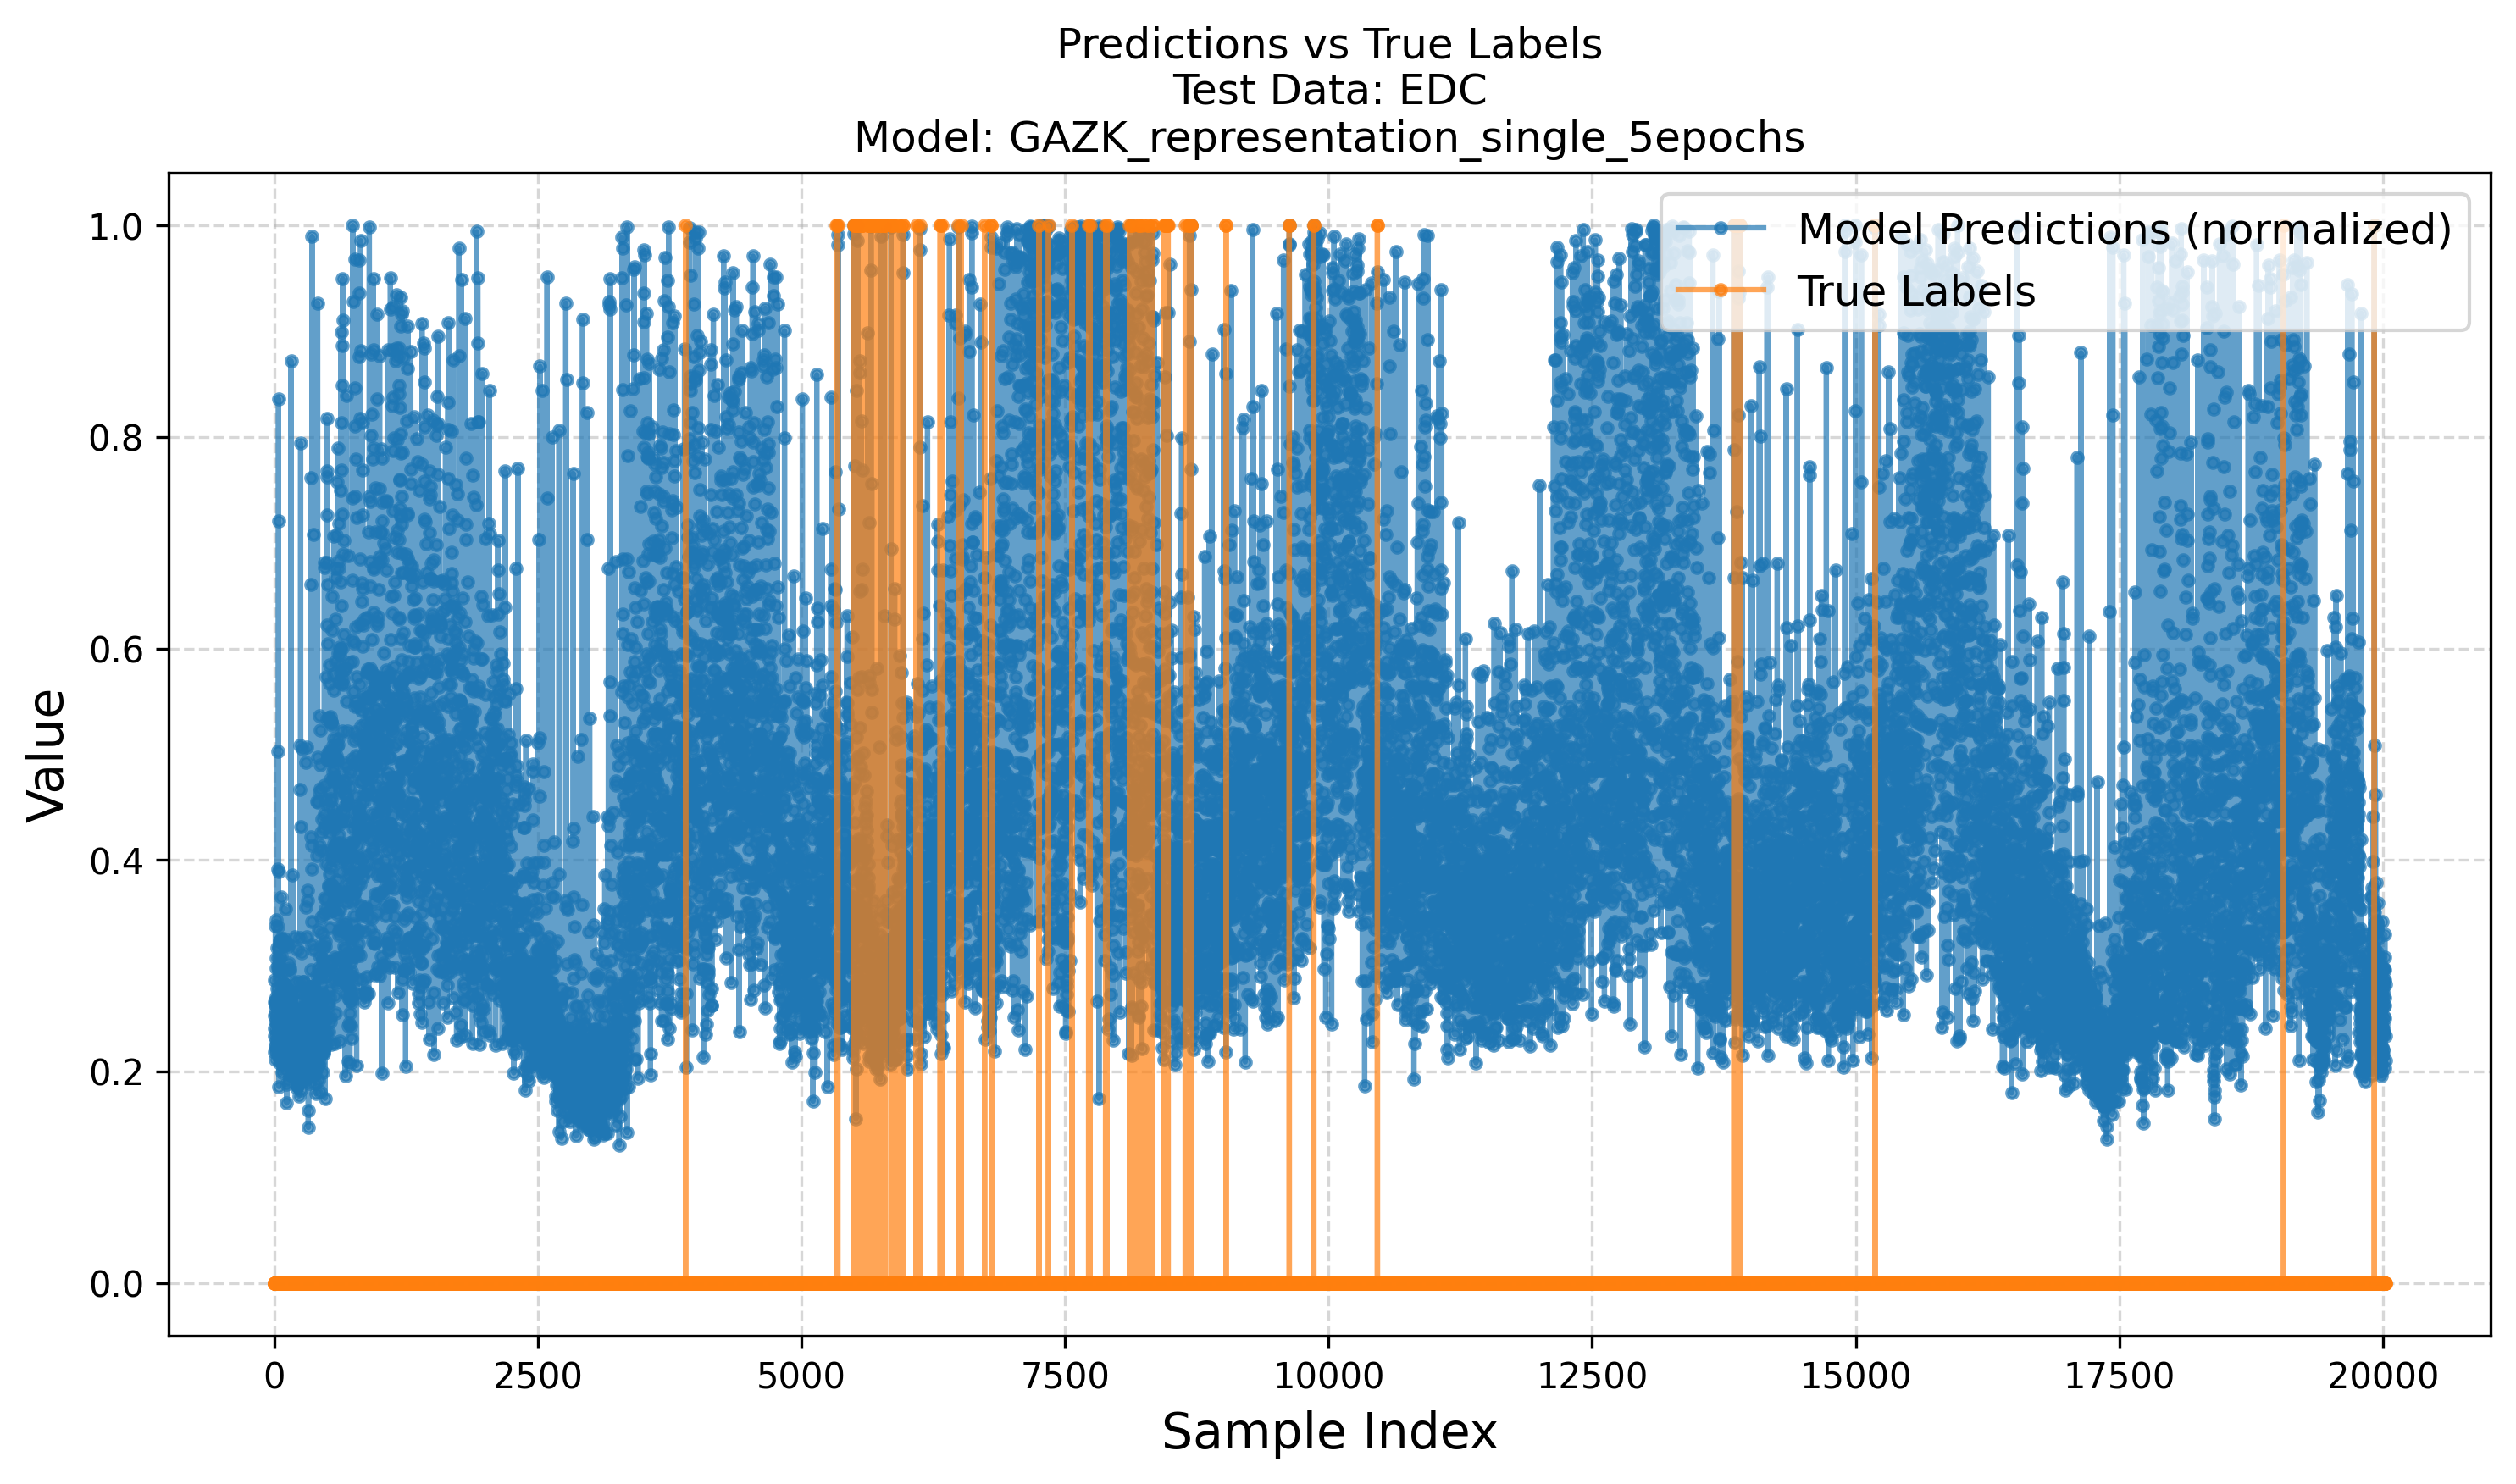 Predictions vs True Labels
Test Data: EDC
Model: GAZK_representation_single_5epochs
Model Predictions (normalized)
True Labels
Value
1.0
0.8
0.6
0.4
0.2
0.0
0 2500 5000 7500 10000 12500 15000 17500 20000
Sample Index